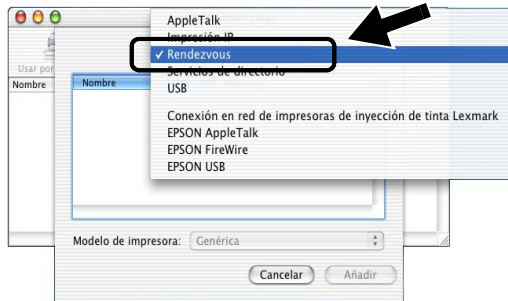 AppleTalk
Impresión IP
✓ Rendezvous
Servicios de directorio
USB
Conexión en red de impresoras de inyección de tinta Lexmark
EPSON AppleTalk
EPSON FireWire
EPSON USB
Usar por
Nombre
Nombre
Modelo de impresora: Genérica
Cancelar Añadir